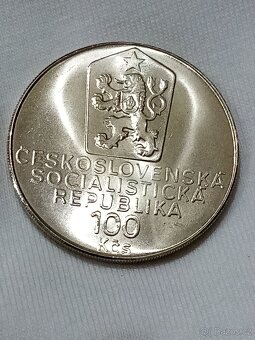 ČESKOSLOVENSKÁ
SOCIALISTICKÁ
REPUBLIKA
100
Kčs